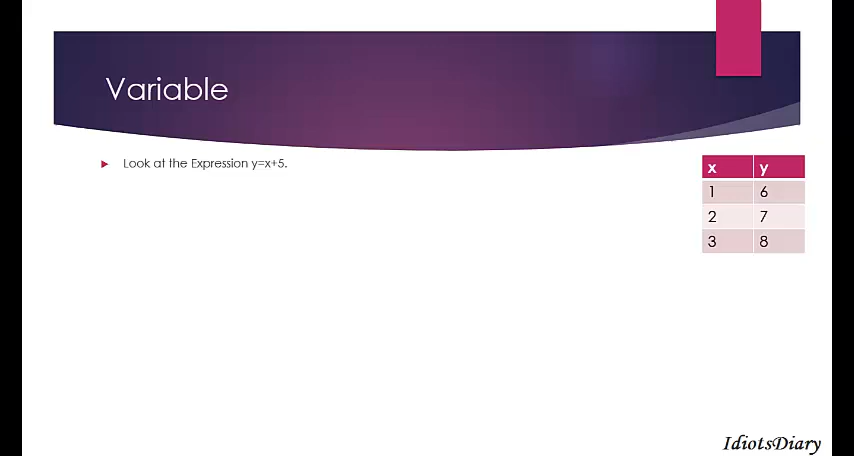 Variable
Look at the Expression y=x+5.
x y
1 6
2 7
3 8
IdiotsDiary